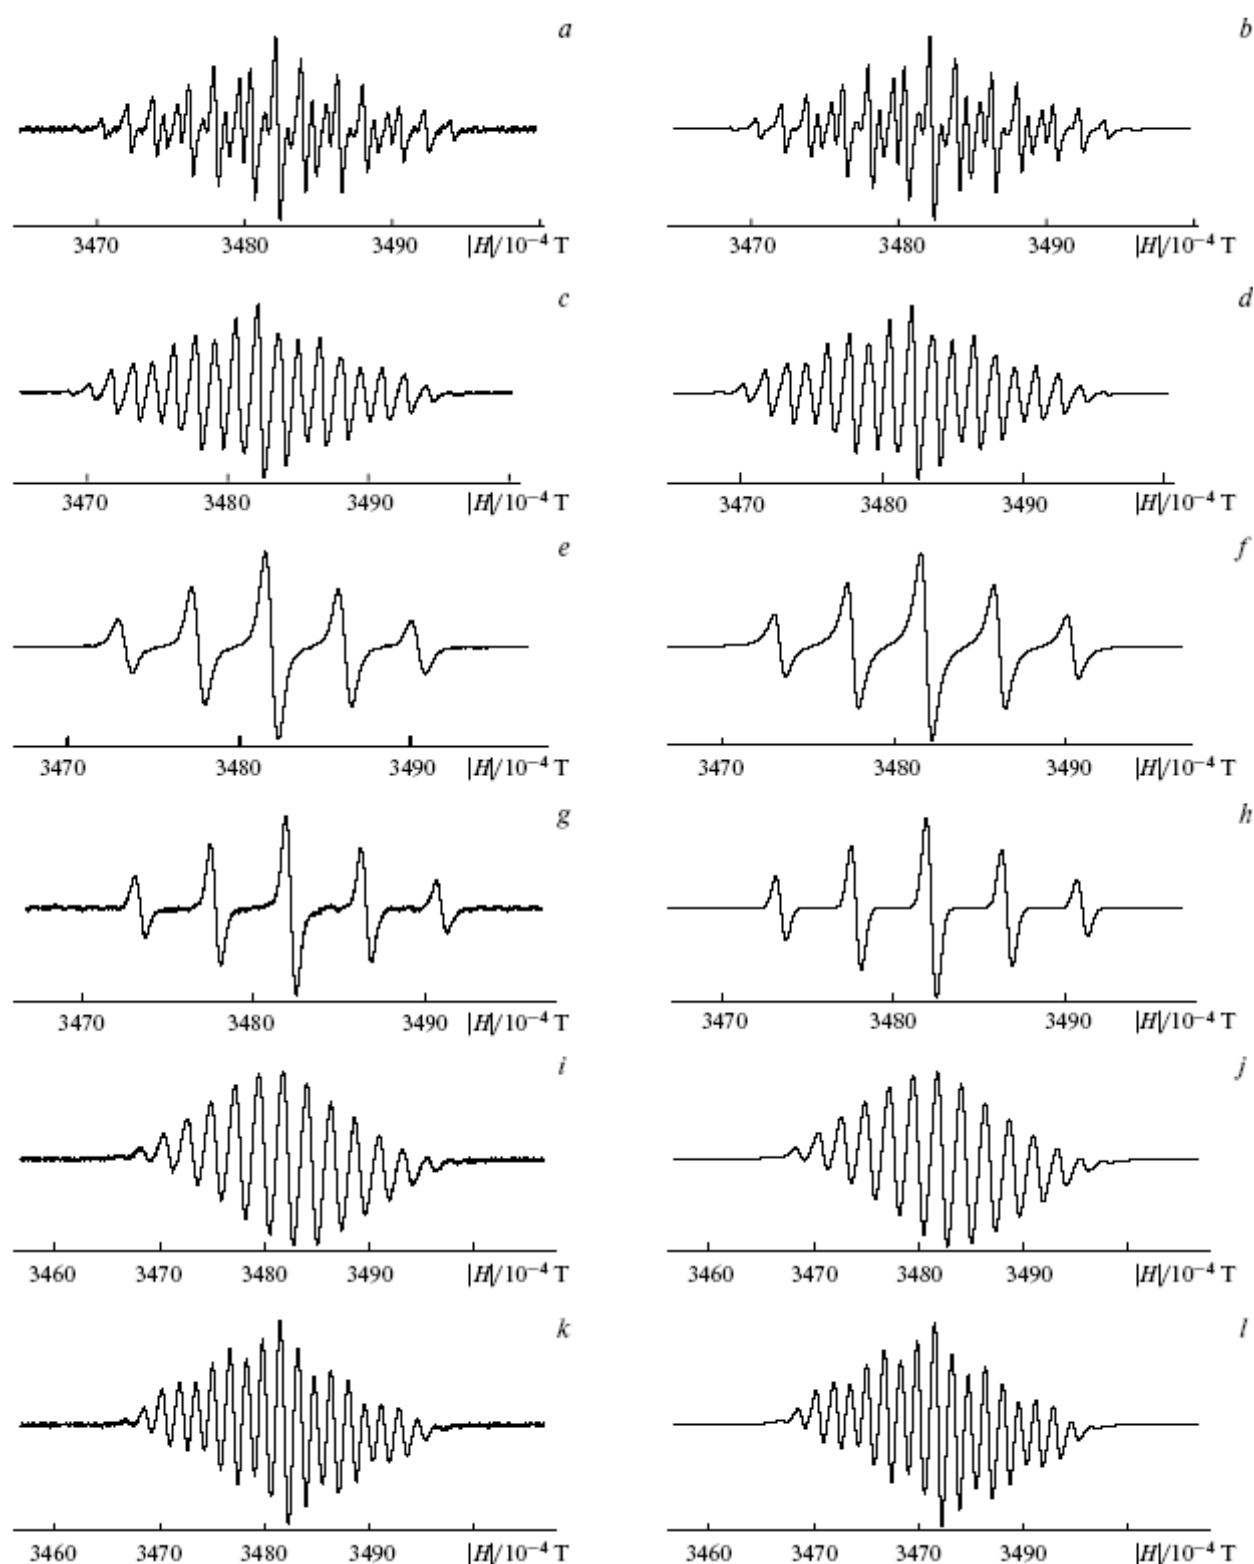 a b
3470 3480 3490 |H|/10⁻⁴ T 3470 3480 3490 |H|/10⁻⁴ T
c d
3470 3480 3490 |H|/10⁻⁴ T 3470 3480 3490 |H|/10⁻⁴ T
e f
3470 3480 3490 |H|/10⁻⁴ T 3470 3480 3490 |H|/10⁻⁴ T
g h
3470 3480 3490 |H|/10⁻⁴ T 3470 3480 3490 |H|/10⁻⁴ T
i j
3460 3470 3480 3490 |H|/10⁻⁴ T 3460 3470 3480 3490 |H|/10⁻⁴ T
k l
3460 3470 3480 3490 |H|/10⁻⁴ T 3460 3470 3480 3490 |H|/10⁻⁴ T